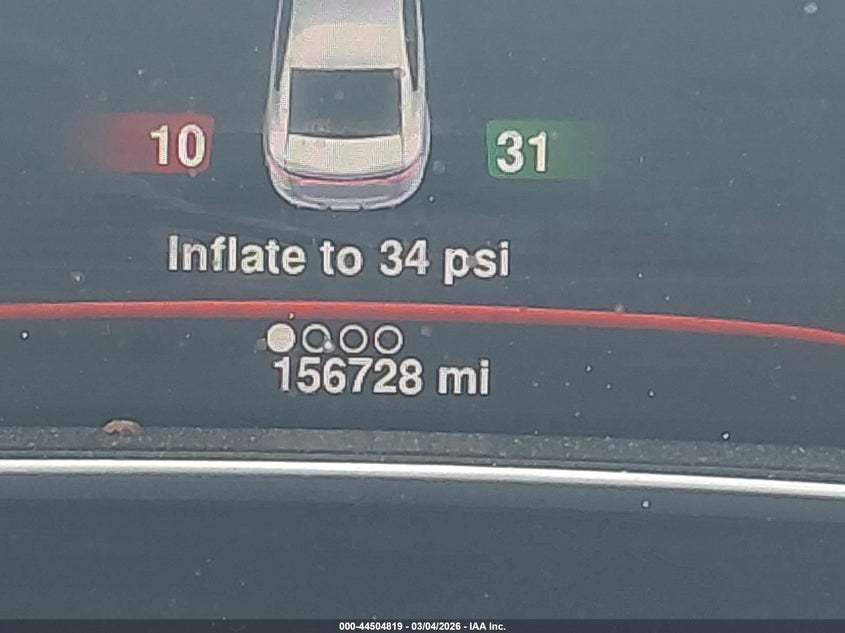 10 31
Inflate to 34 psi
156728 mi
000-44504819 - 03/04/2026 - IAA Inc.